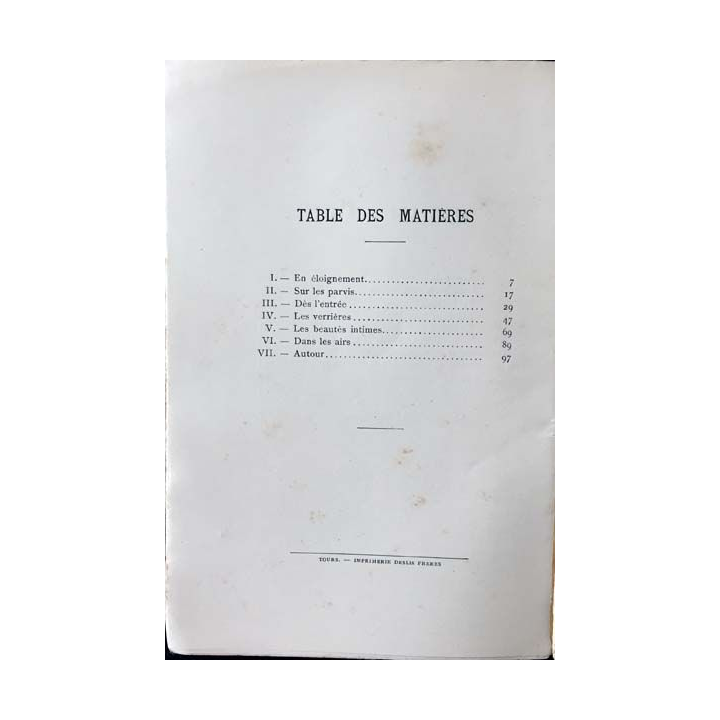 TABLE DES MATIÈRES
I. — En éloignement........................ 7
II. — Sur les parvis.......................... 17
III. — Dès l'entrée........................... 29
IV. — Les verrières.......................... 47
V. — Les beautés intimes.................... 69
VI. — Dans les airs.......................... 89
VII. — Autour............................... 97
TOURS. — IMPRIMERIE DESLIS FRÈRES